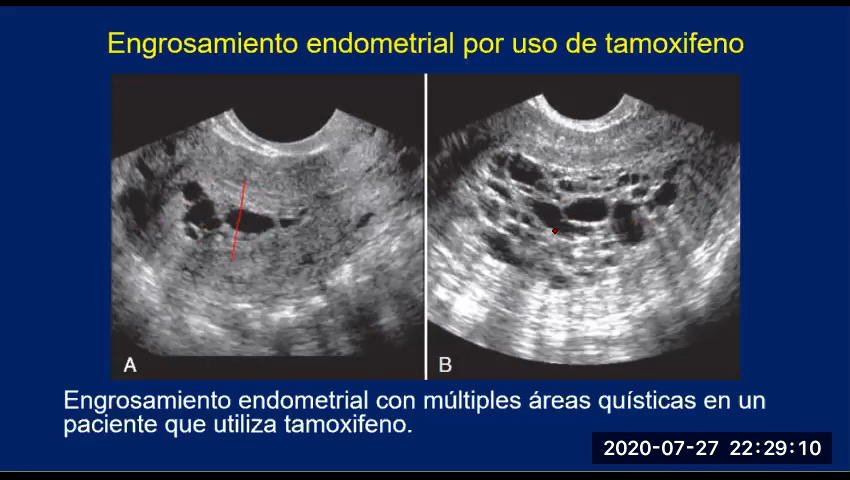 Engrosamiento endometrial por uso de tamoxifeno
A
B
Engrosamiento endometrial con múltiples áreas quísticas en un
paciente que utiliza tamoxifeno.
2020-07-27 22:29:10